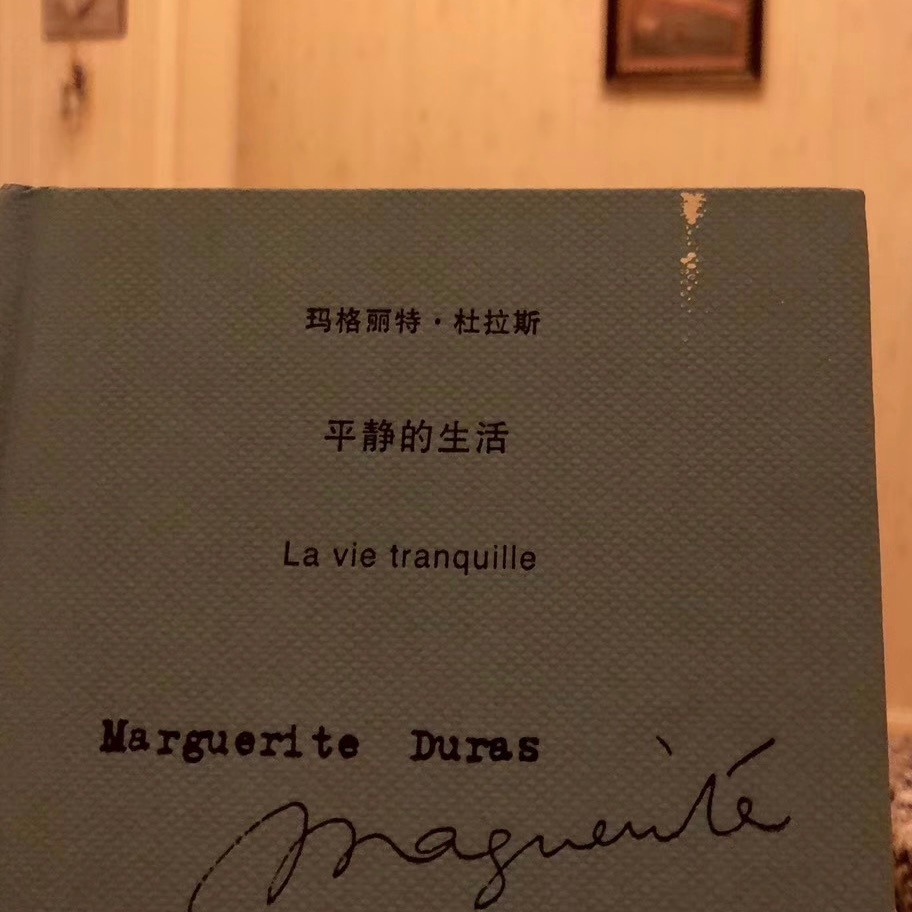 玛格丽特·杜拉斯
平静的生活
La vie tranquille
Marguerite Duras
Marguerite